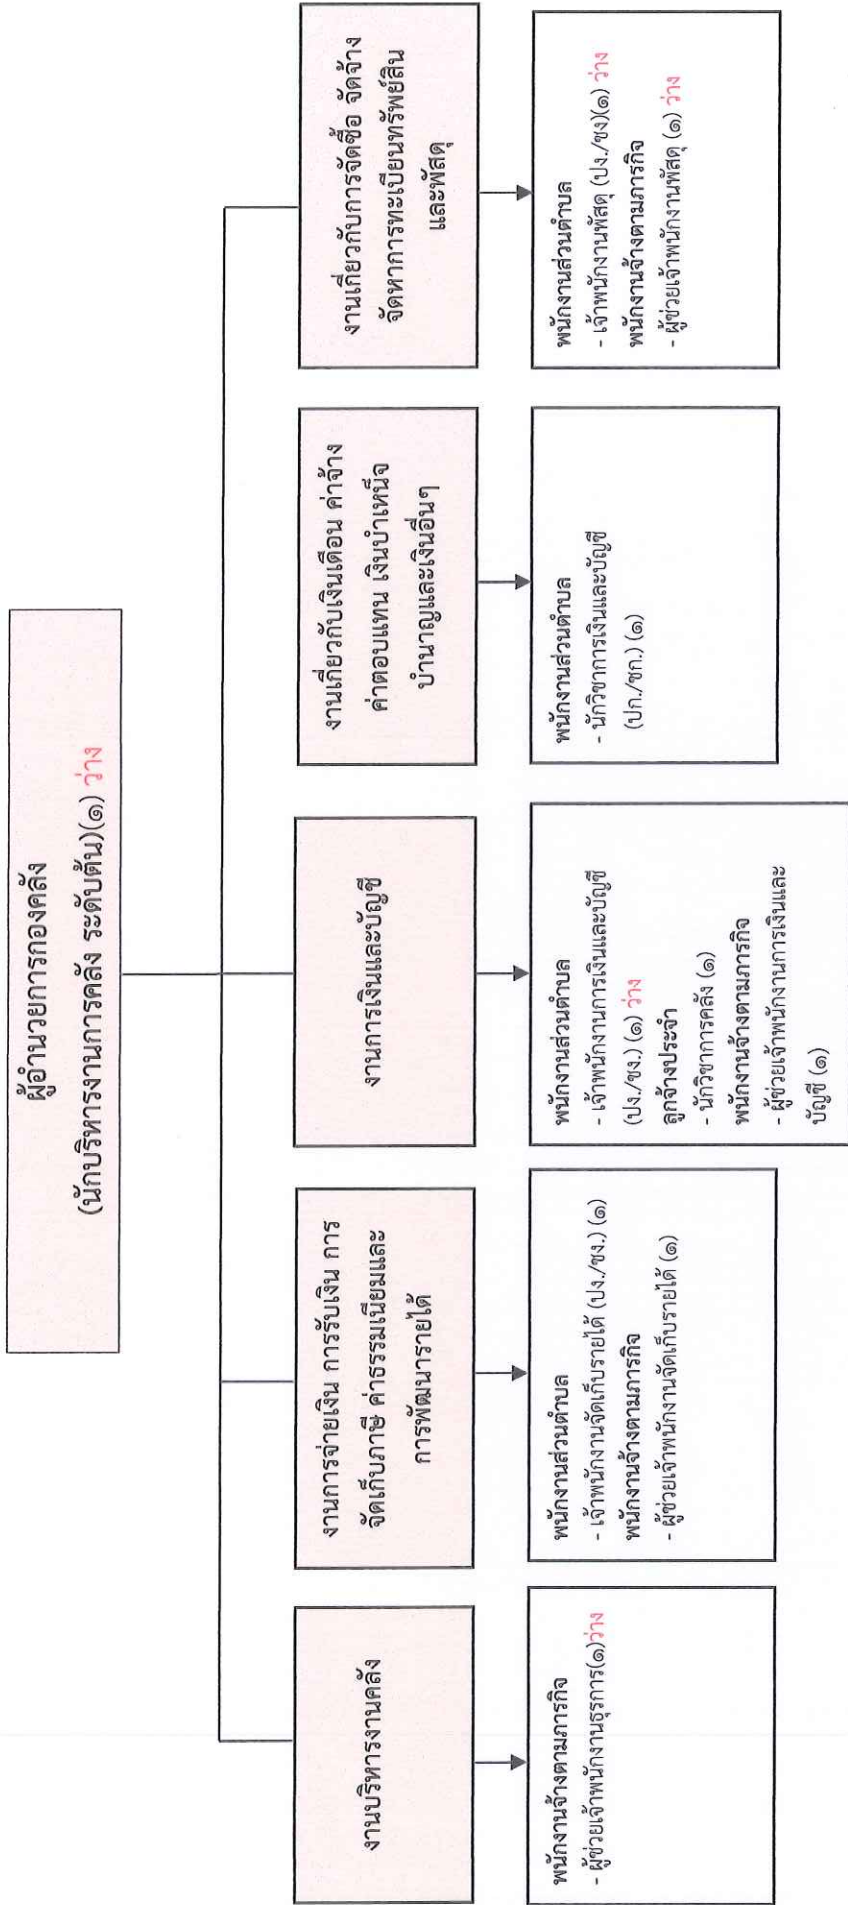 ผู้อำนวยการกองคลัง
(นักบริหารงานการคลัง ระดับต้น)(๑) ว่าง
งานบริหารงานคลัง
พนักงานจ้างตามภารกิจ
- ผู้ช่วยเจ้าพนักงานธุรการ(๑)ว่าง
งานการจ่ายเงิน การรับเงิน การ
จัดเก็บภาษี ค่าธรรมเนียมและ
การพัฒนารายได้
พนักงานส่วนตำบล
- เจ้าพนักงานจัดเก็บรายได้ (ปง./ชง.) (๑)
พนักงานจ้างตามภารกิจ
- ผู้ช่วยเจ้าพนักงานจัดเก็บรายได้ (๑)
งานการเงินและบัญชี
พนักงานส่วนตำบล
- เจ้าพนักงานการเงินและบัญชี
(ปง./ชง.) (๑) ว่าง
ลูกจ้างประจำ
- นักวิชาการคลัง (๑)
พนักงานจ้างตามภารกิจ
- ผู้ช่วยเจ้าพนักงานการเงินและ
บัญชี (๑)
งานเกี่ยวกับเงินเดือน ค่าจ้าง
ค่าตอบแทน เงินบำเหน็จ
บำนาญและเงินอื่นๆ
พนักงานส่วนตำบล
- นักวิชาการเงินและบัญชี
(ปก./ชก.) (๑)
งานเกี่ยวกับการจัดซื้อ จัดจ้าง
จัดหาการทะเบียนทรัพย์สิน
และพัสดุ
พนักงานส่วนตำบล
- เจ้าพนักงานพัสดุ (ปง./ชง)(๑) ว่าง
พนักงานจ้างตามภารกิจ
- ผู้ช่วยเจ้าพนักงานพัสดุ (๑) ว่าง